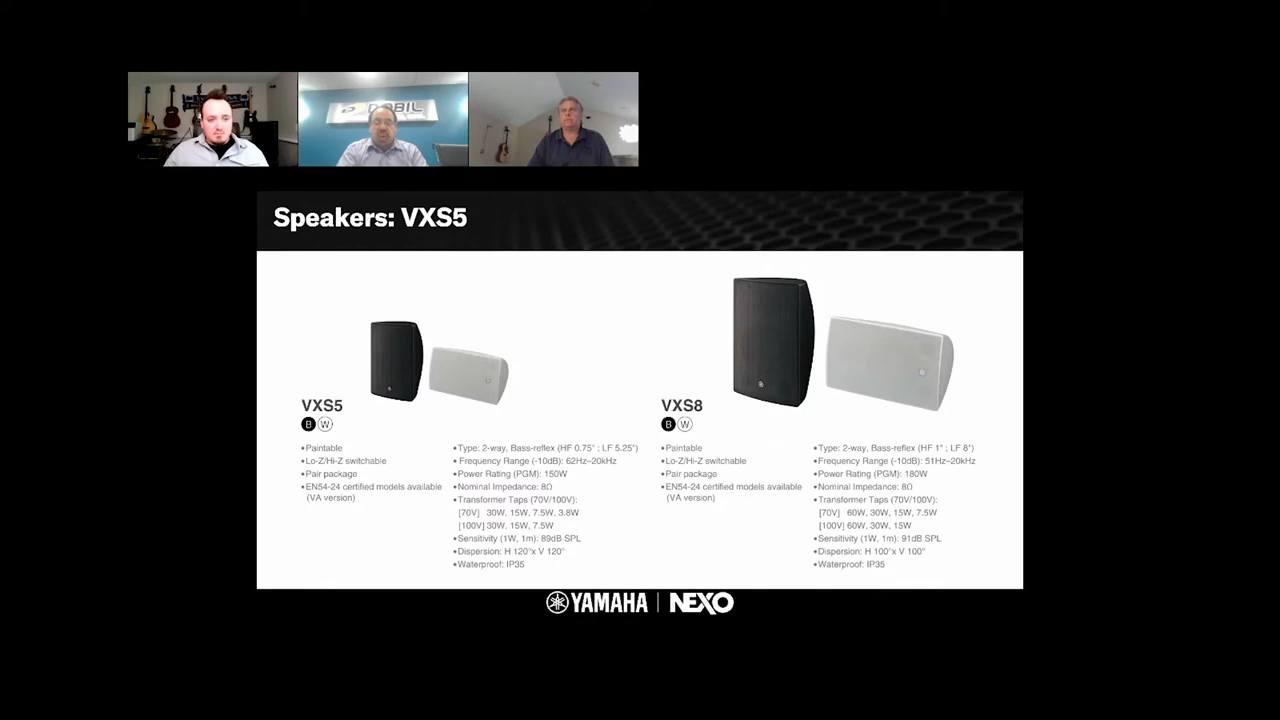 DOBIL
Speakers: VXS5
VXS5
B W
•Paintable
•Lo-Z/Hi-Z switchable
•Pair package
•EN54-24 certified models available
(VA version)
•Type: 2-way, Bass-reflex (HF 0.75" ; LF 5.25")
•Frequency Range (-10dB): 62Hz–20kHz
•Power Rating (PGM): 150W
•Nominal Impedance: 8Ω
•Transformer Taps (70V/100V):
[70V] 30W, 15W, 7.5W, 3.8W
[100V] 30W, 15W, 7.5W
•Sensitivity (1W, 1m): 89dB SPL
•Dispersion: H 120°x V 120°
•Waterproof: IP35
VXS8
B W
•Paintable
•Lo-Z/Hi-Z switchable
•Pair package
•EN54-24 certified models available
(VA version)
•Type: 2-way, Bass-reflex (HF 1" ; LF 8")
•Frequency Range (-10dB): 51Hz–20kHz
•Power Rating (PGM): 180W
•Nominal Impedance: 8Ω
•Transformer Taps (70V/100V):
[70V] 60W, 30W, 15W, 7.5W
[100V] 60W, 30W, 15W
•Sensitivity (1W, 1m): 91dB SPL
•Dispersion: H 100°x V 100°
•Waterproof: IP35
YAMAHA | NEXO